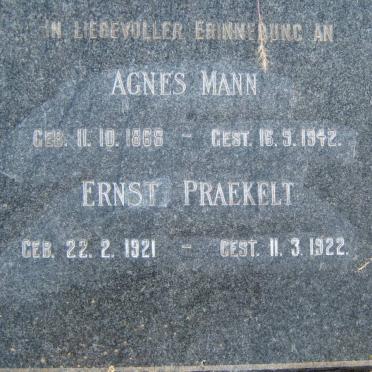 IN LIEBEVOLLER ERINNERUNG AN
AGNES MANN
GEB. 11. 10. 1866 - GEST. 16. 9. 1942.
ERNST PRAEKELT
GEB. 22. 2. 1921 - GEST. 11. 3. 1922.